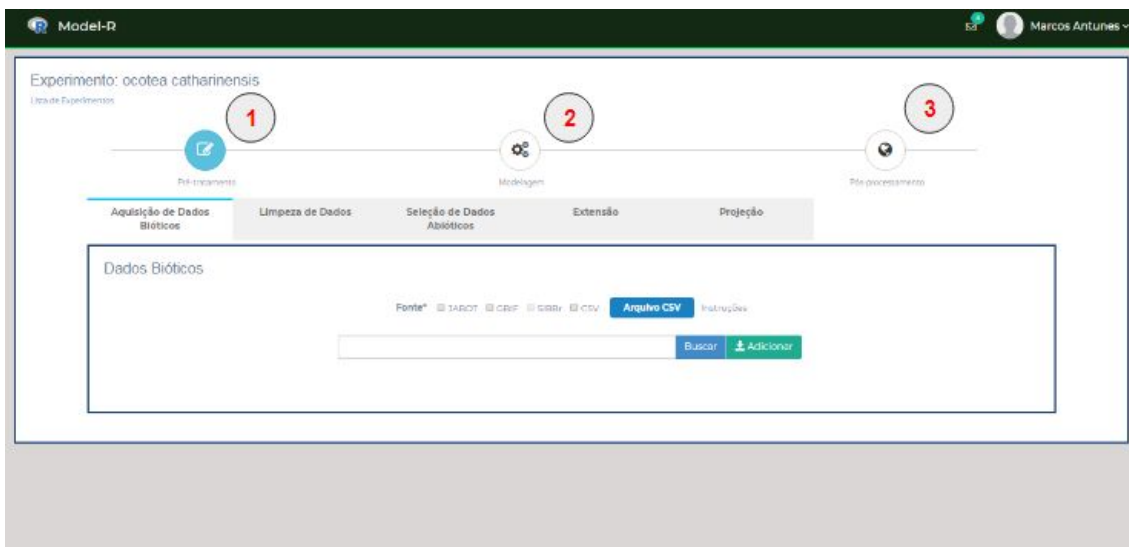 Model-R
Marcos Antunes
Experimento: ocotea catharinensis
Lista de Experimentos
1
2
3
Pré-tratamento
Modelagem
Pós-processamento
Aquisição de Dados
Bióticos
Limpeza de Dados
Seleção de Dados
Abióticos
Extensão
Projeção
Dados Bióticos
Fonte* JABOT GBIF SiBBr CSV Arquivo CSV Instruções
Buscar Adicionar